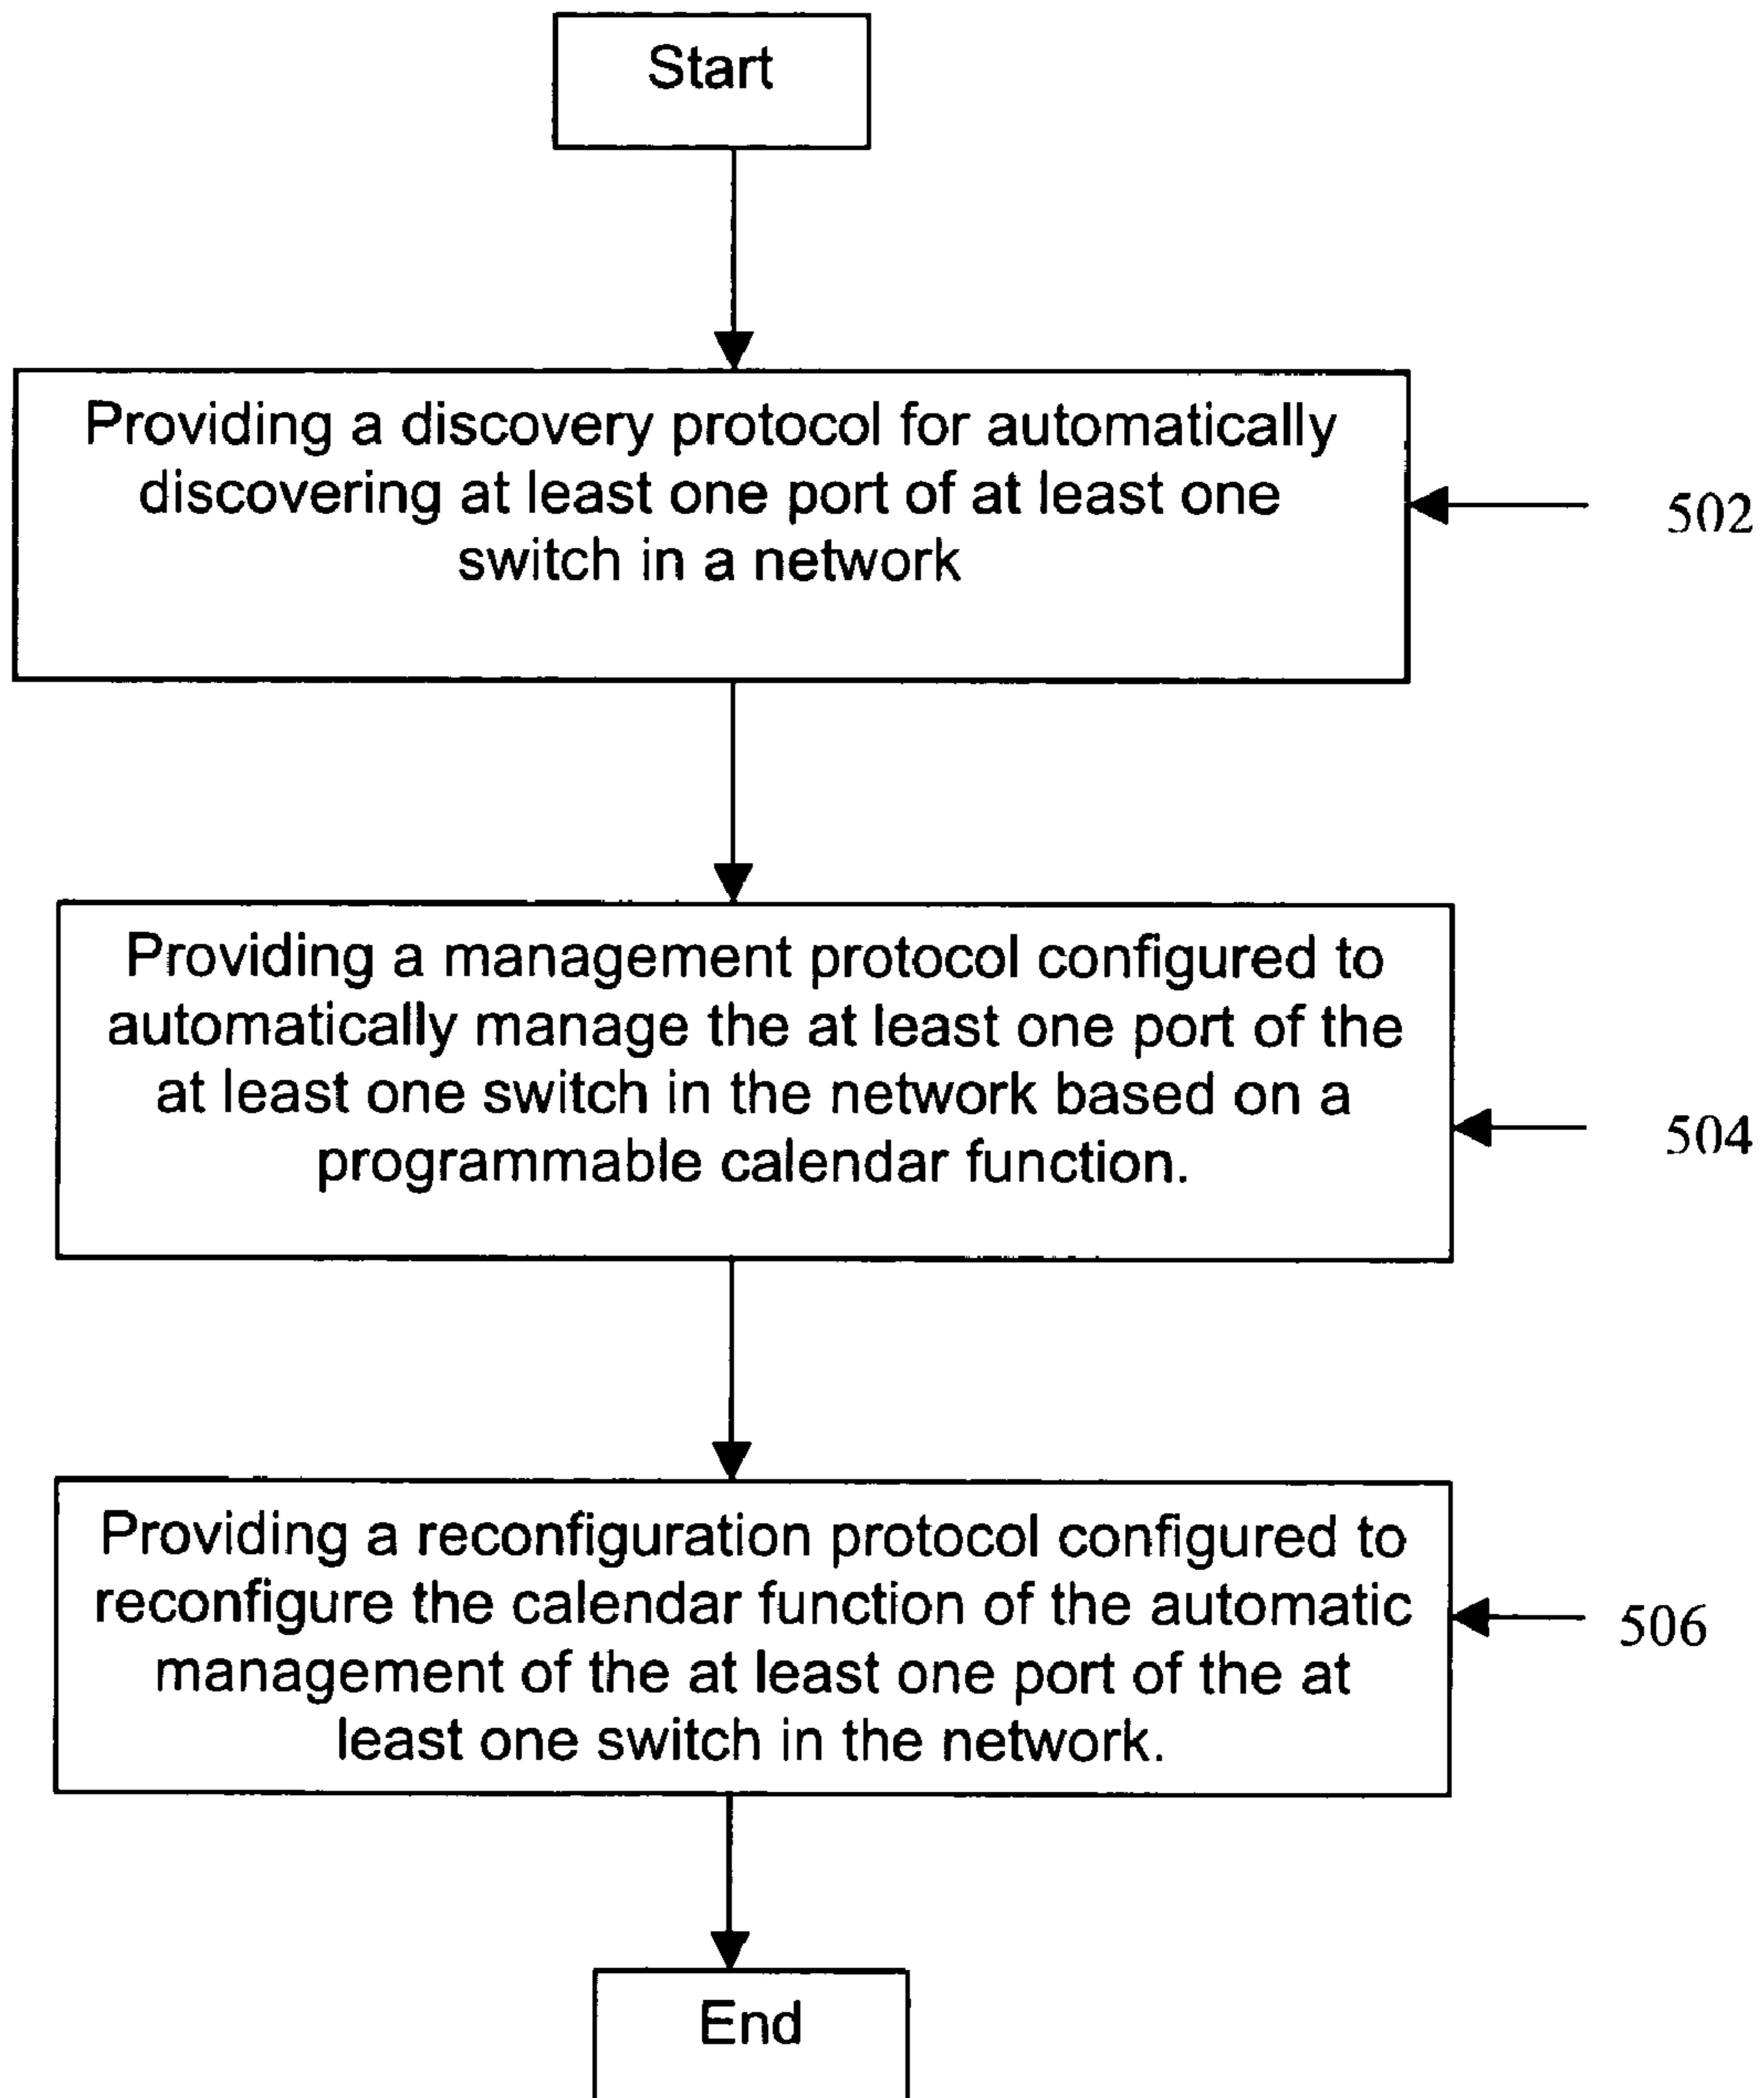 Start
Providing a discovery protocol for automatically
discovering at least one port of at least one
switch in a network
502
Providing a management protocol configured to
automatically manage the at least one port of the
at least one switch in the network based on a
programmable calendar function.
504
Providing a reconfiguration protocol configured to
reconfigure the calendar function of the automatic
management of the at least one port of the at
least one switch in the network.
506
End